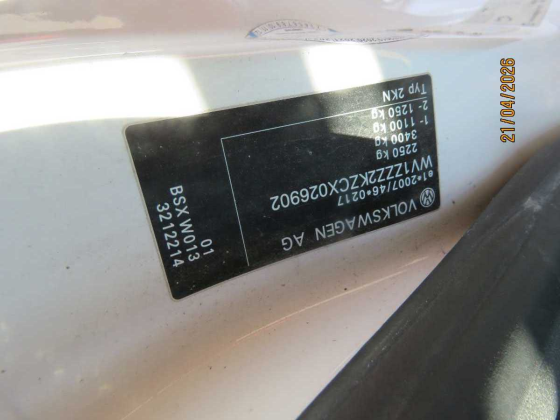 VOLKSWAGEN AG
e1*2007/46*0217
WV1ZZZ2KZCX026902
2250 kg
3400 kg
1- 1100 kg
2- 1250 kg
Typ 2KN
01
BSX W013
3212214
21/04/2026